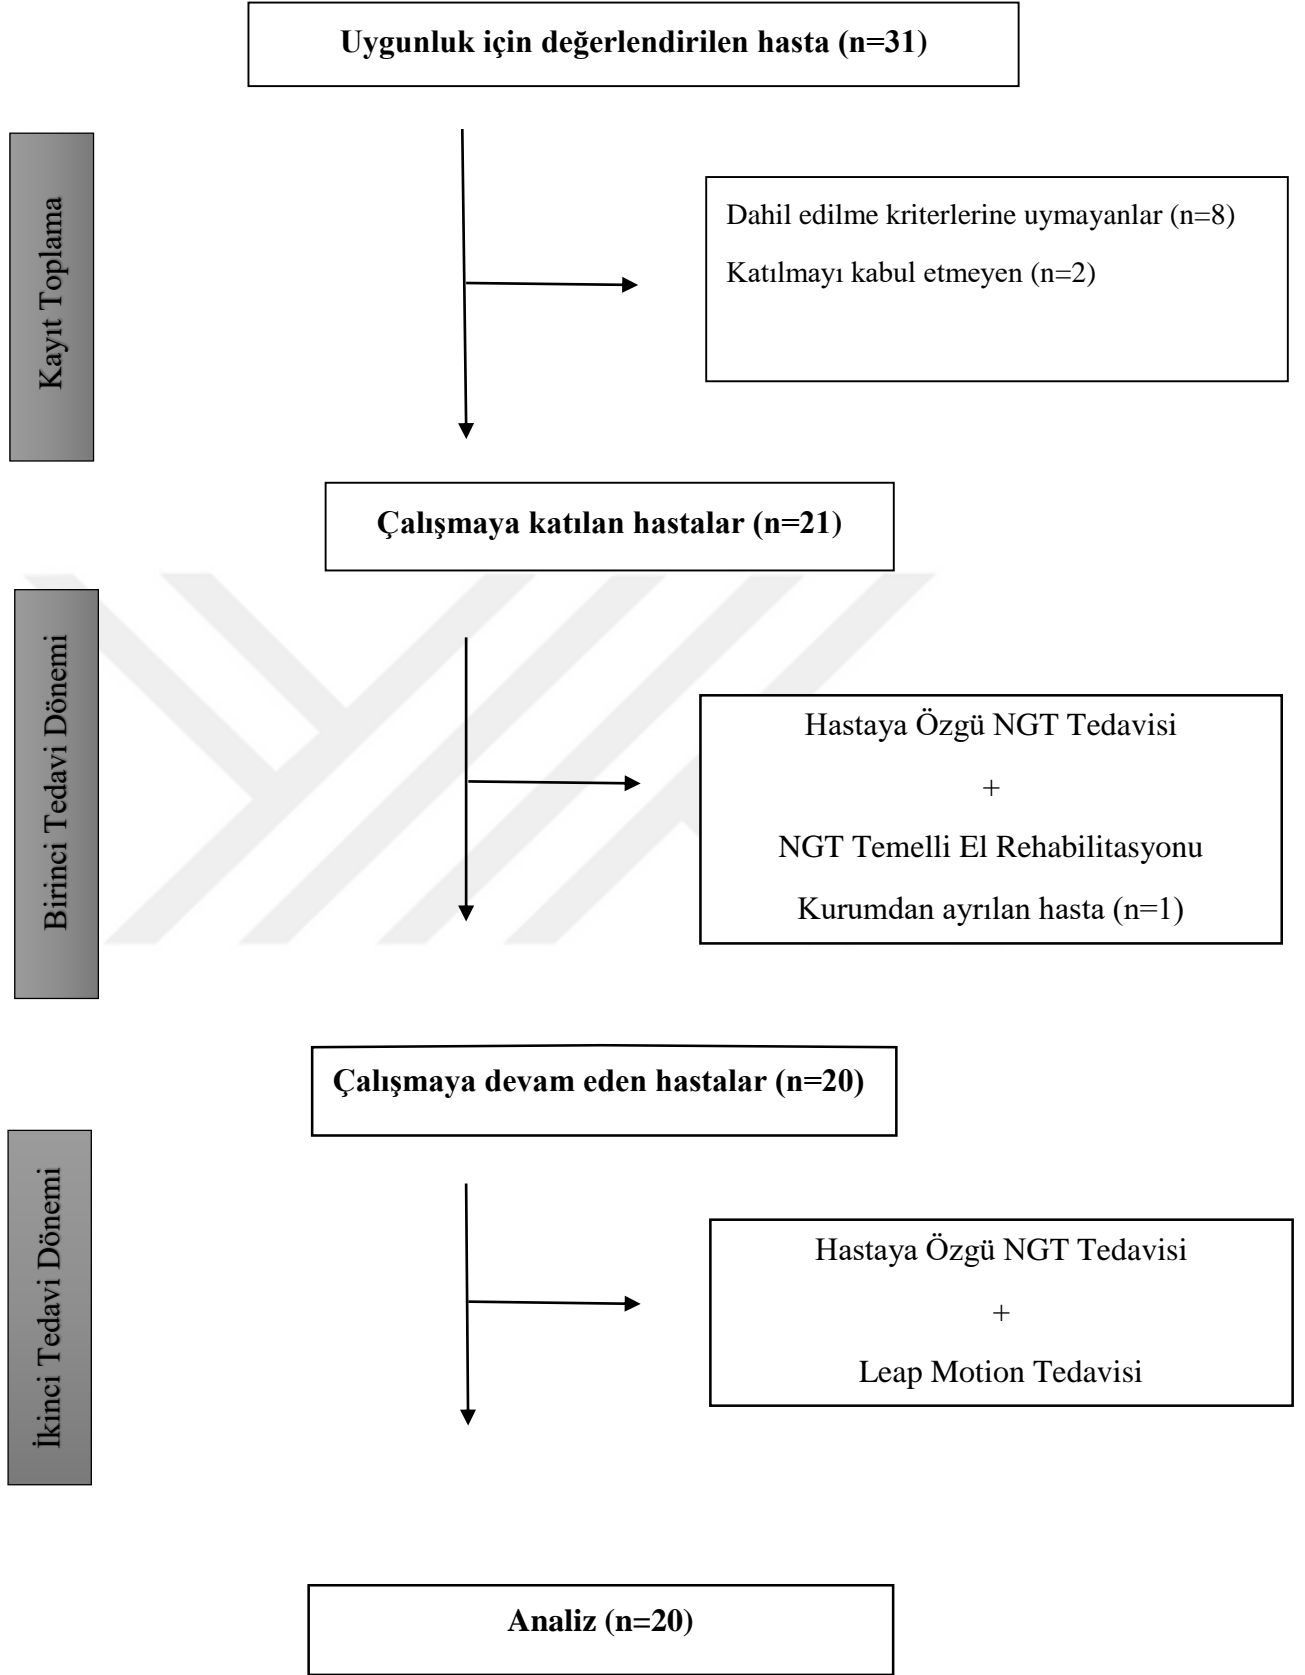 Uygunluk için değerlendirilen hasta (n=31)
Kayıt Toplama
Dahil edilme kriterlerine uymayanlar (n=8)
Katılmayı kabul etmeyen (n=2)
Çalışmaya katılan hastalar (n=21)
Birinci Tedavi Dönemi
Hastaya Özgü NGT Tedavisi
+
NGT Temelli El Rehabilitasyonu
Kurumdan ayrılan hasta (n=1)
Çalışmaya devam eden hastalar (n=20)
İkinci Tedavi Dönemi
Hastaya Özgü NGT Tedavisi
+
Leap Motion Tedavisi
Analiz (n=20)